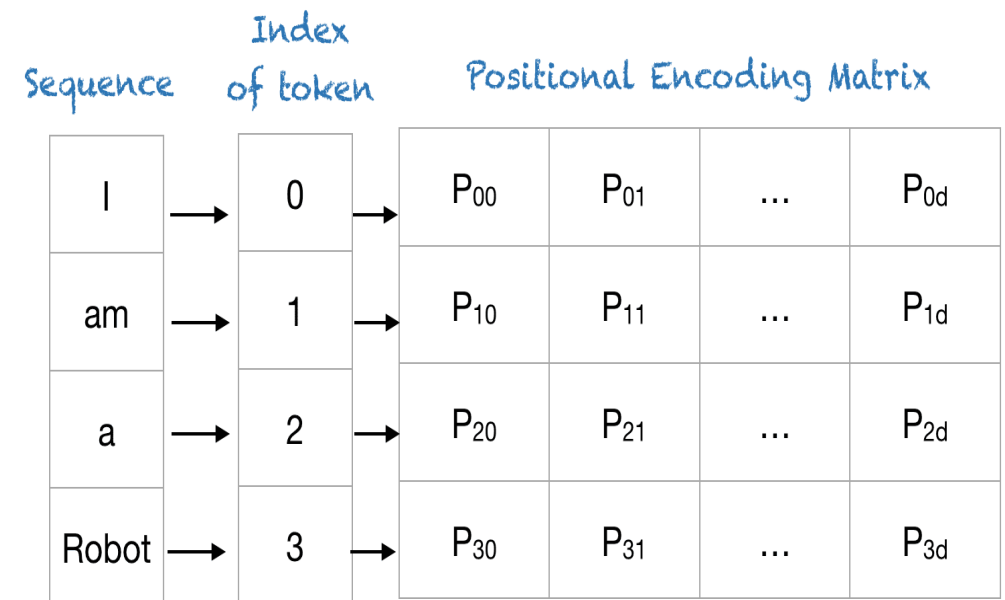 Index
Sequence of token Positional Encoding Matrix
I 0 P00 P01 ... P0d
am 1 P10 P11 ... P1d
a 2 P20 P21 ... P2d
Robot 3 P30 P31 ... P3d